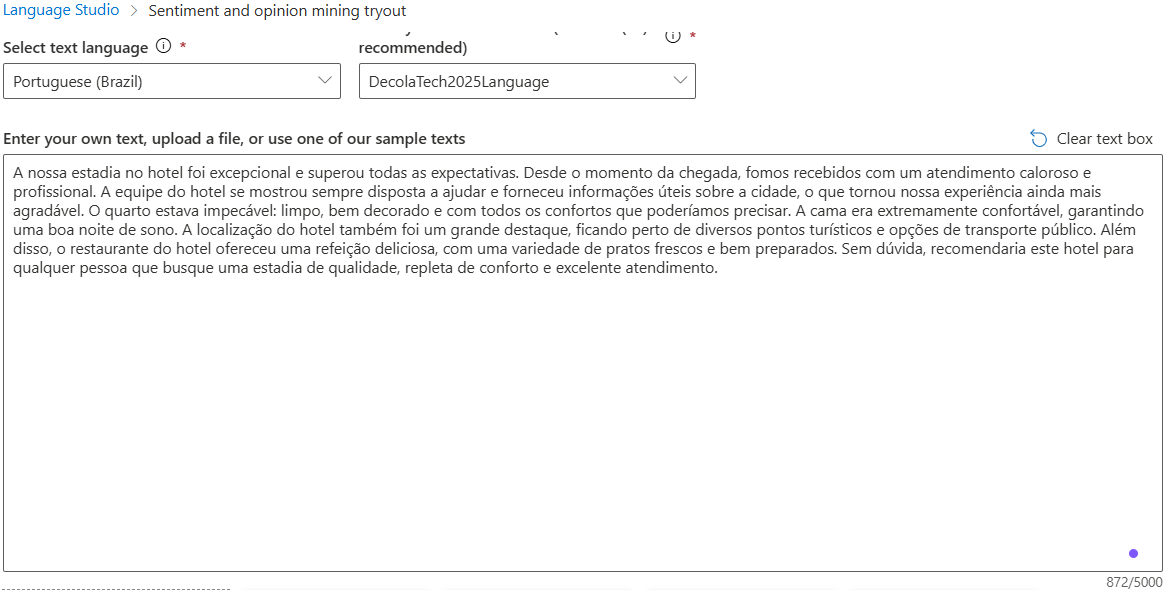 Language Studio > Sentiment and opinion mining tryout
Select text language * *
recommended)
Portuguese (Brazil) DecolaTech2025Language
Enter your own text, upload a file, or use one of our sample texts Clear text box
A nossa estadia no hotel foi excepcional e superou todas as expectativas. Desde o momento da chegada, fomos recebidos com um atendimento caloroso e
profissional. A equipe do hotel se mostrou sempre disposta a ajudar e forneceu informações úteis sobre a cidade, o que tornou nossa experiência ainda mais
agradável. O quarto estava impecável: limpo, bem decorado e com todos os confortos que poderíamos precisar. A cama era extremamente confortável, garantindo
uma boa noite de sono. A localização do hotel também foi um grande destaque, ficando perto de diversos pontos turísticos e opções de transporte público. Além
disso, o restaurante do hotel ofereceu uma refeição deliciosa, com uma variedade de pratos frescos e bem preparados. Sem dúvida, recomendaria este hotel para
qualquer pessoa que busque uma estadia de qualidade, repleta de conforto e excelente atendimento.
872/5000